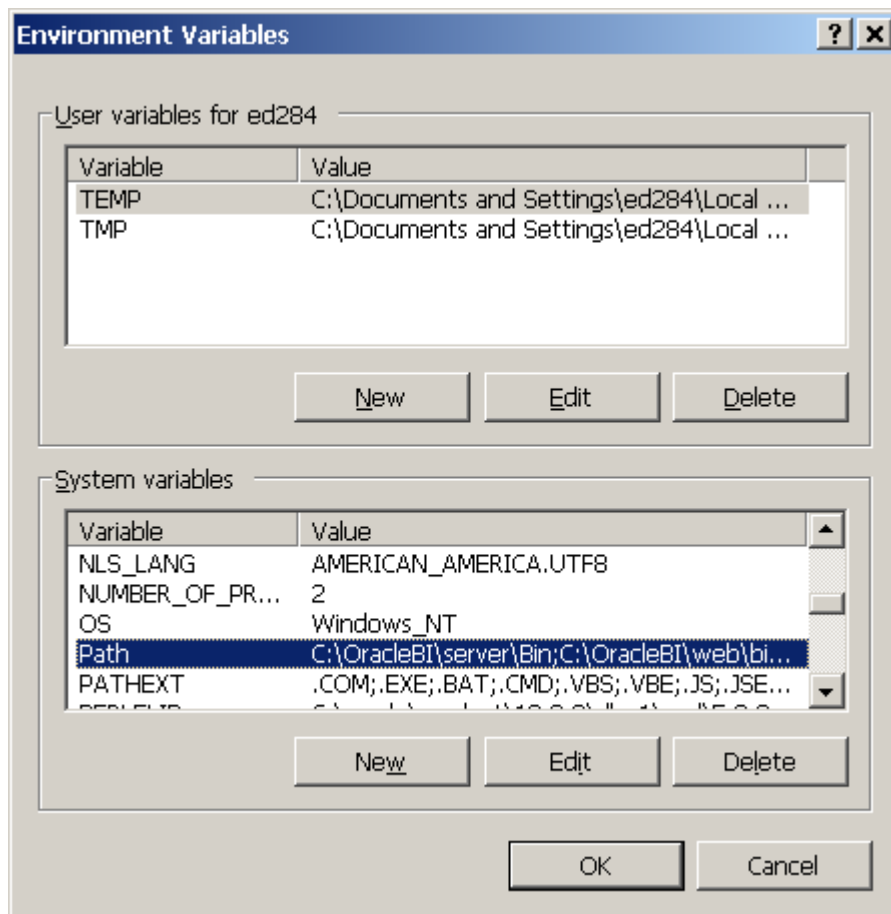 Environment Variables
User variables for ed284
Variable Value
TEMP C:\Documents and Settings\ed284\Local ...
TMP C:\Documents and Settings\ed284\Local ...
New Edit Delete
System variables
Variable Value
NLS_LANG AMERICAN_AMERICA.UTF8
NUMBER_OF_PR... 2
OS Windows_NT
Path C:\OracleBI\server\Bin;C:\OracleBI\web\bi...
PATHEXT .COM;.EXE;.BAT;.CMD;.VBS;.VBE;.JS;.JSE...
New Edit Delete
OK Cancel